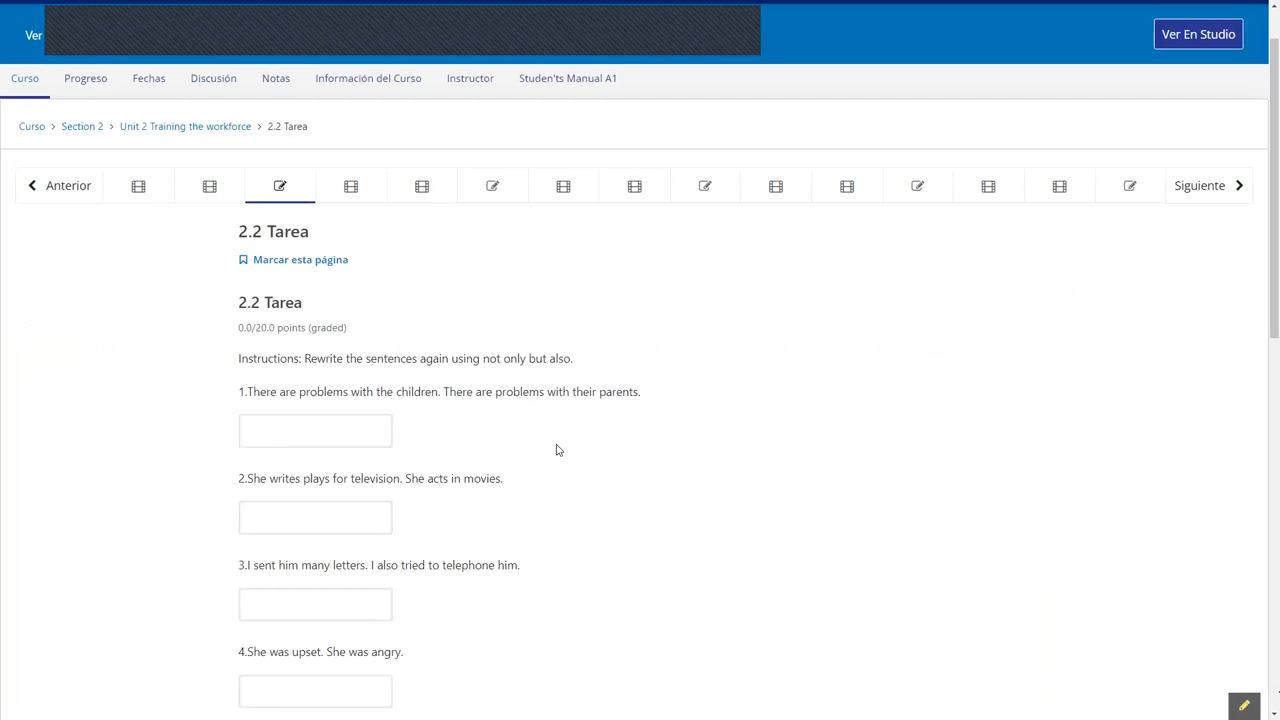 Ver
Ver En Studio
Curso Progreso Fechas Discusión Notas Información del Curso Instructor Studen'ts Manual A1
Curso > Section 2 > Unit 2 Training the workforce > 2.2 Tarea
Anterior Siguiente
2.2 Tarea
Marcar esta página
2.2 Tarea
0.0/20.0 points (graded)
Instructions: Rewrite the sentences again using not only but also.
1.There are problems with the children. There are problems with their parents.
2.She writes plays for television. She acts in movies.
3.I sent him many letters. I also tried to telephone him.
4.She was upset. She was angry.